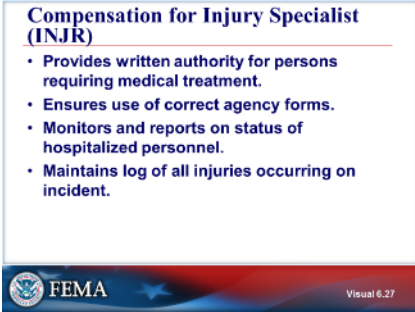 Compensation for Injury Specialist
(INJR)
• Provides written authority for persons
requiring medical treatment.
• Ensures use of correct agency forms.
• Monitors and reports on status of
hospitalized personnel.
• Maintains log of all injuries occurring on
incident.
FEMA
Visual 6.27